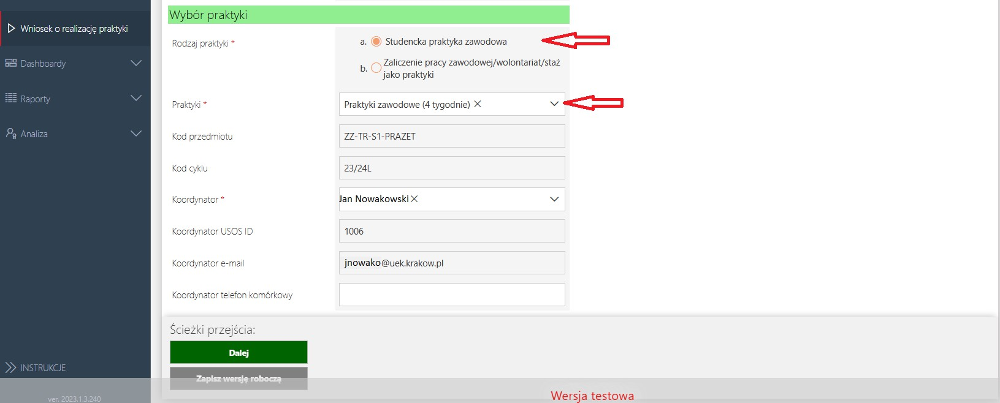 Wniosek o realizację praktyki
Dashboardy
Raporty
Analiza
INSTRUKCJE
ver. 2023.1.3.240
Wybór praktyki
Rodzaj praktyki *
a. Studencka praktyka zawodowa
b. Zaliczenie pracy zawodowej/wolontariat/staż
jako praktyki
Praktyki * Praktyki zawodowe (4 tygodnie)
Kod przedmiotu ZZ-TR-S1-PRAZET
Kod cyklu 23/24L
Koordynator * Jan Nowakowski
Koordynator USOS ID 1006
Koordynator e-mail jnowako@uek.krakow.pl
Koordynator telefon komórkowy
Ścieżki przejścia:
Dalej
Zapisz wersję roboczą
Wersja testowa